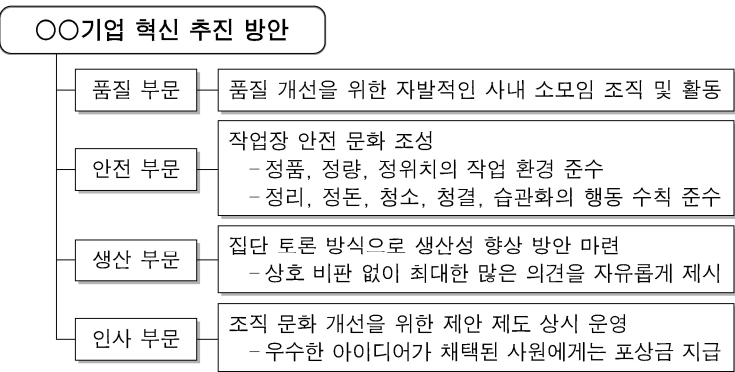 ○○기업 혁신 추진 방안
품질 부문
품질 개선을 위한 자발적인 사내 소모임 조직 및 활동
안전 부문
작업장 안전 문화 조성
- 정품, 정량, 정위치의 작업 환경 준수
- 정리, 정돈, 청소, 청결, 습관화의 행동 수칙 준수
생산 부문
집단 토론 방식으로 생산성 향상 방안 마련
- 상호 비판 없이 최대한 많은 의견을 자유롭게 제시
인사 부문
조직 문화 개선을 위한 제안 제도 상시 운영
- 우수한 아이디어가 채택된 사원에게는 포상금 지급